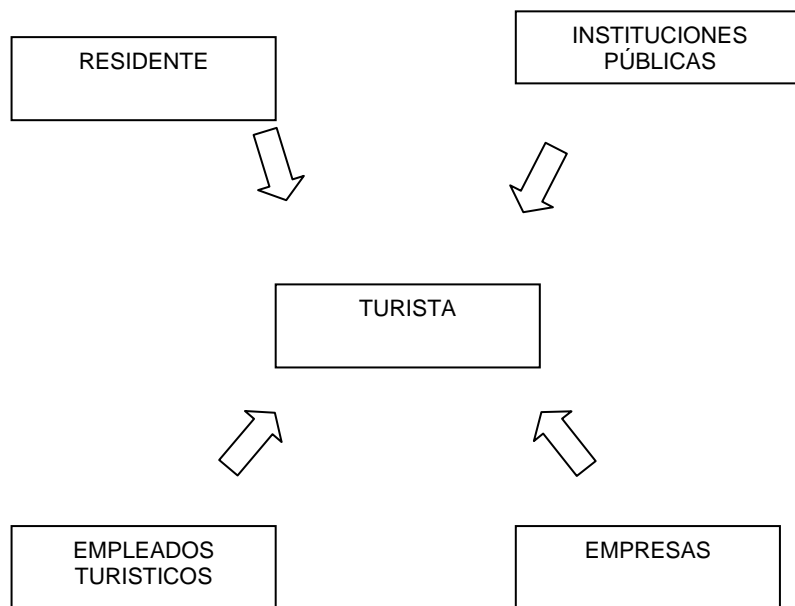 RESIDENTE
INSTITUCIONES
PÚBLICAS
TURISTA
EMPLEADOS
TURISTICOS
EMPRESAS